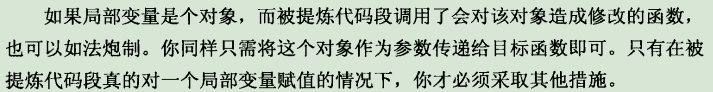 如果局部变量是个对象，而被提炼代码段调用了会对该对象造成修改的函数，
也可以如法炮制。你同样只需将这个对象作为参数传递给目标函数即可。只有在被
提炼代码段真的对一个局部变量赋值的情况下，你才必须采取其他措施。